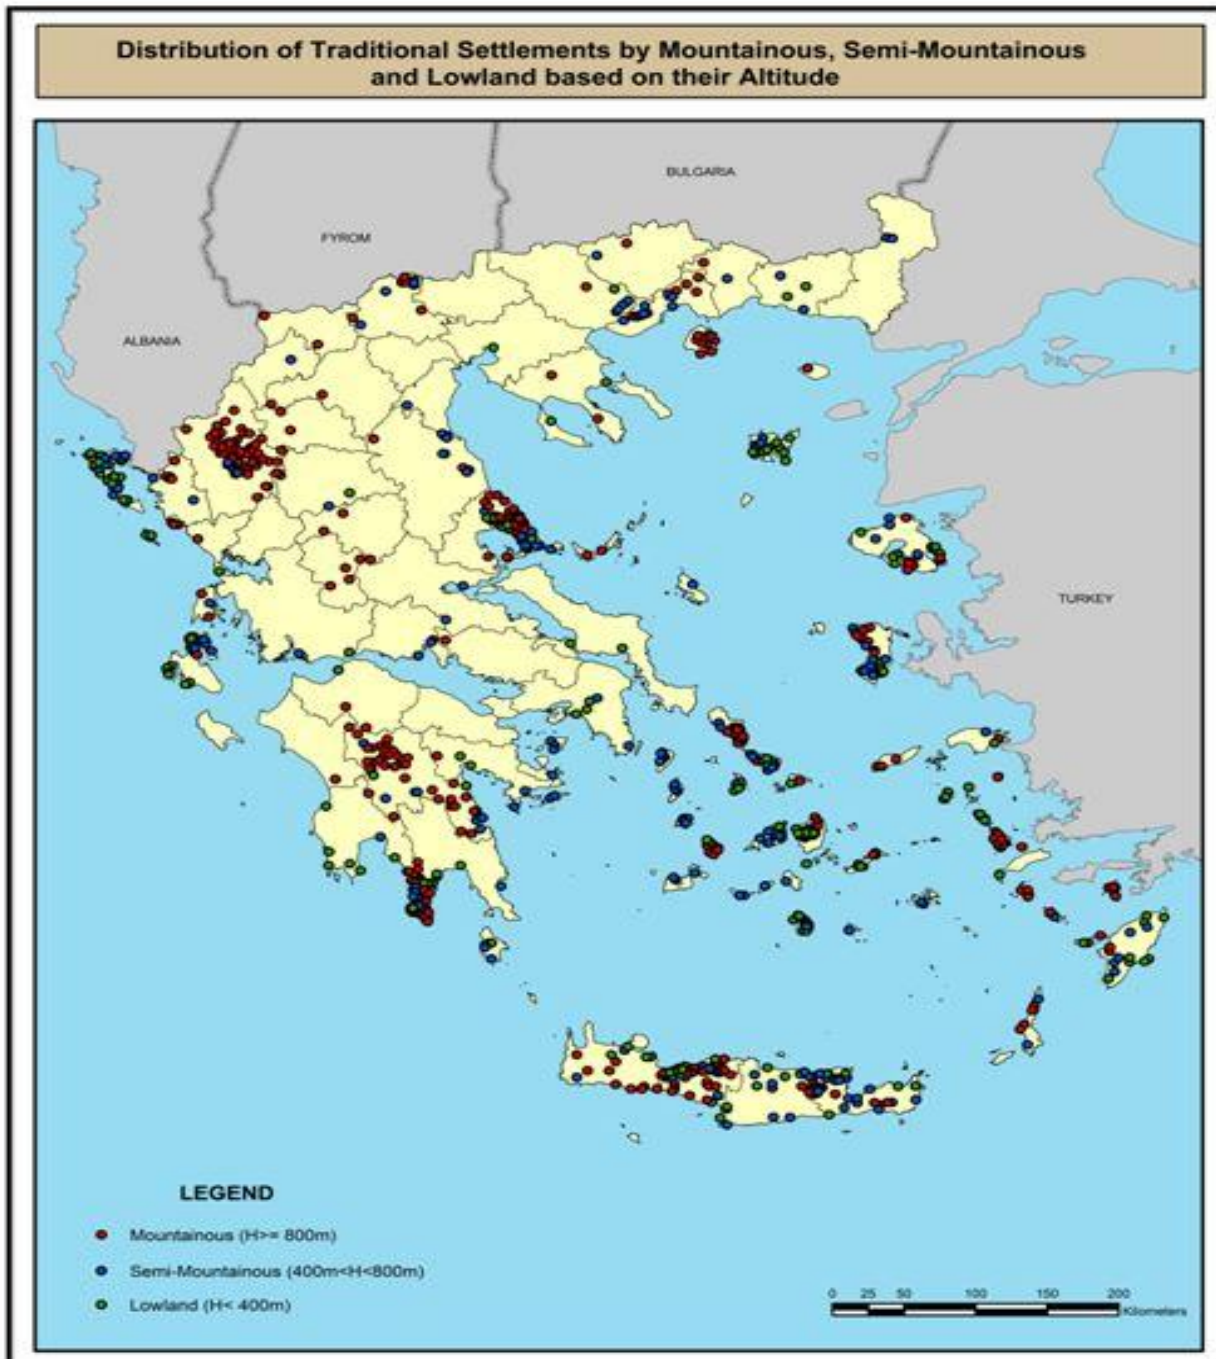 Distribution of Traditional Settlements by Mountainous, Semi-Mountainous
and Lowland based on their Altitude
BULGARIA
FYROM
ALBANIA
TURKEY
LEGEND
Mountainous (H>= 800m)
Semi-Mountainous (400m<H<800m)
Lowland (H< 400m)
0 25 50 100 150 200
Kilometers